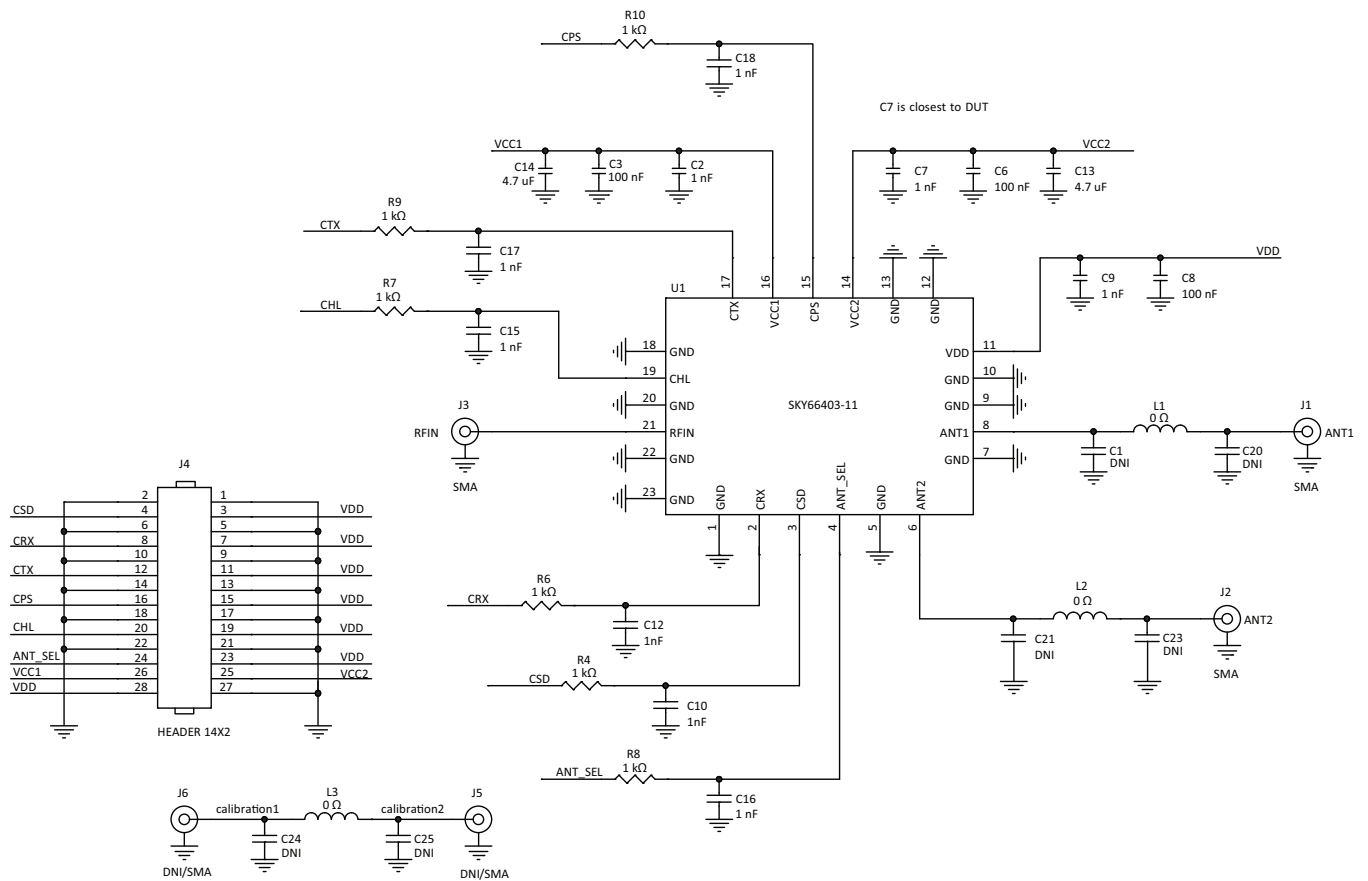 R10
1 kΩ
CPS
C18
1 nF
C7 is closest to DUT
VCC1
C14
4.7 uF
C3
100 nF
C2
1 nF
C7
1 nF
C6
100 nF
C13
4.7 uF
VCC2
R9
1 kΩ
CTX
C17
1 nF
R7
1 kΩ
CHL
C15
1 nF
C9
1 nF
C8
100 nF
VDD
U1
17
16
15
14
13
12
CTX
VCC1
CPS
VCC2
GND
GND
18 GND
19 CHL
20 GND
21 RFIN
22 GND
23 GND
SKY66403-11
VDD 11
GND 10
GND 9
ANT1 8
GND 7
GND
CRX
CSD
ANT_SEL
GND
ANT2
1
2
3
4
5
6
J3
RFIN
SMA
L1
0 Ω
C1
DNI
C20
DNI
J1
ANT1
SMA
L2
0 Ω
C21
DNI
C23
DNI
J2
ANT2
SMA
R6
1 kΩ
CRX
C12
1nF
R4
1 kΩ
CSD
C10
1nF
R8
1 kΩ
ANT_SEL
C16
1 nF
J4
2 1
CSD 4 3 VDD
6 5
CRX 8 7 VDD
10 9
CTX 12 11 VDD
14 13
CPS 16 15 VDD
18 17
CHL 20 19 VDD
22 21
ANT_SEL 24 23 VDD
VCC1 26 25 VCC2
VDD 28 27
HEADER 14X2
J6
calibration1
L3
0 Ω
calibration2
J5
C24
DNI
C25
DNI
DNI/SMA
DNI/SMA